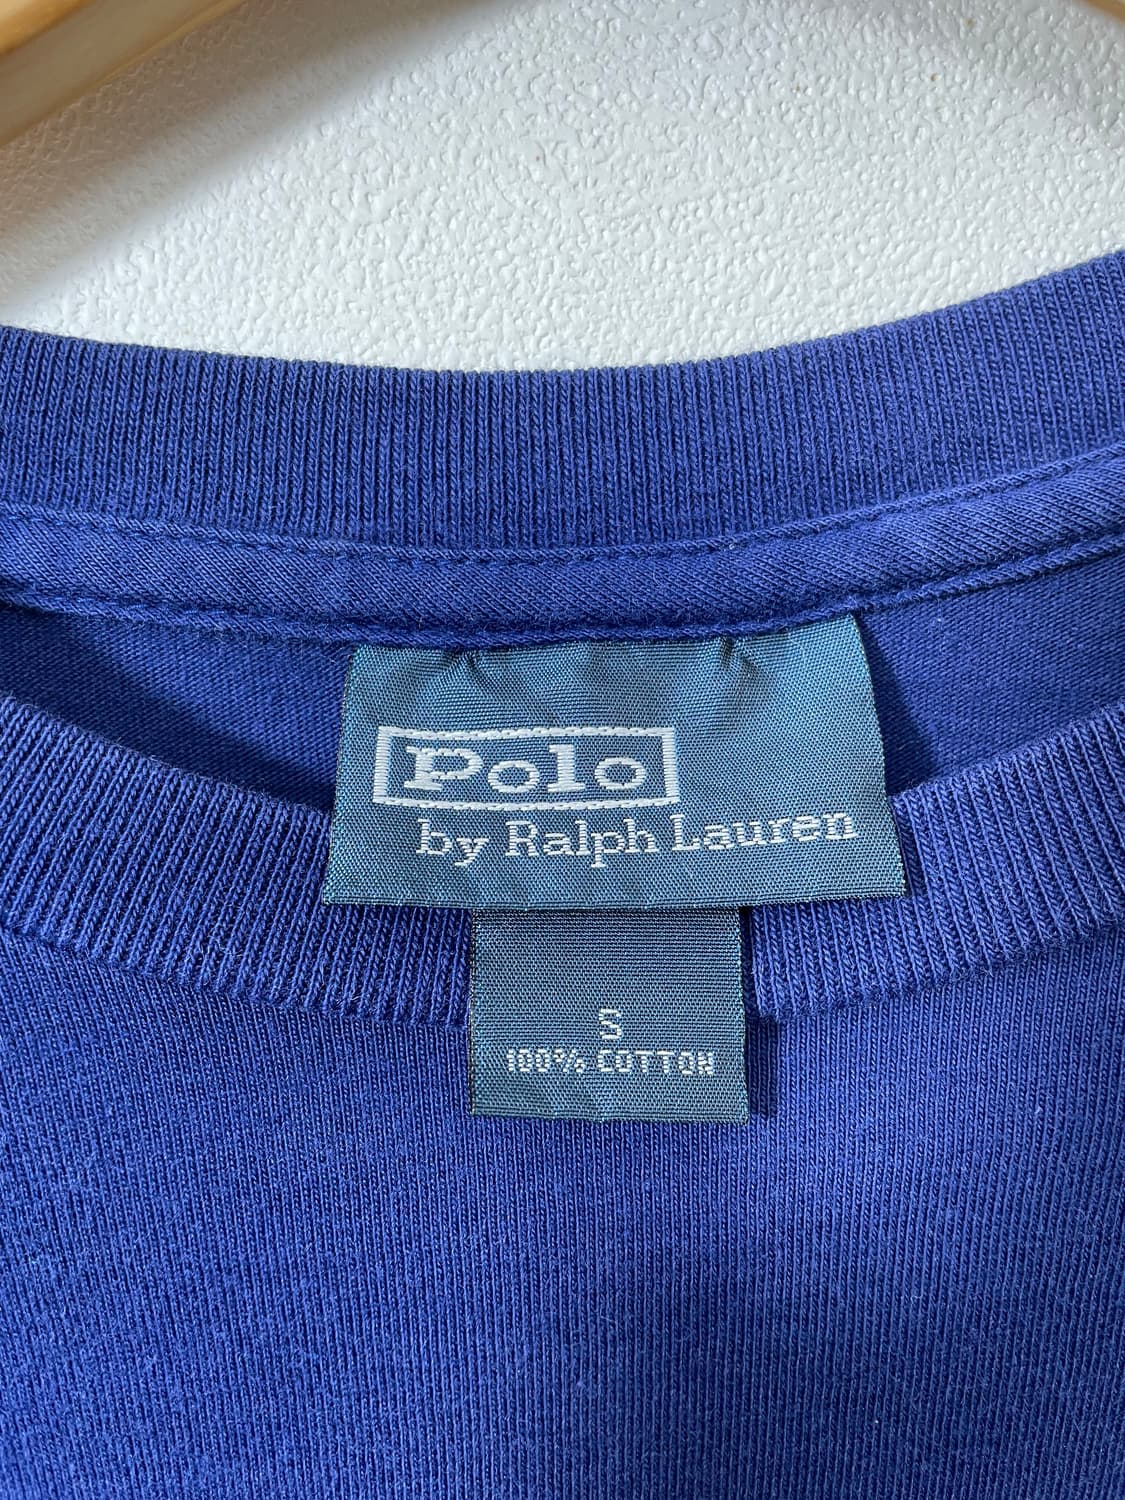 Polo
by Ralph Lauren
S
100% COTTON